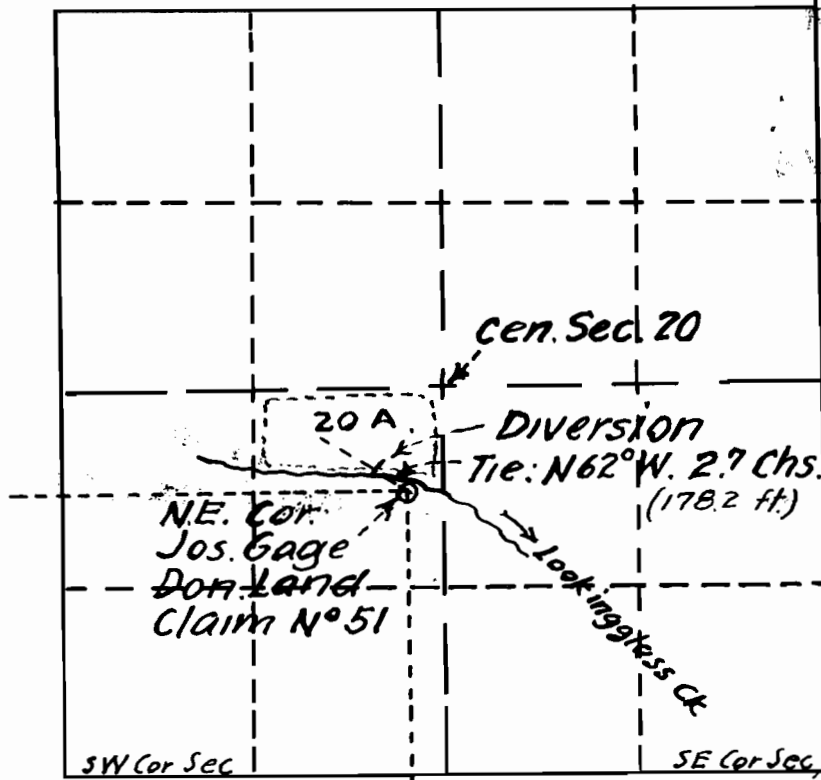 Cen. Sec. 20
20 A.
Diversion
Tie: N62°W. 2.7 Chs.
(178.2 ft.)
N.E. Cor.
Jos. Gage
Don. Land
Claim N° 51
Lookingglass Ck
SW Cor Sec
SE Cor Sec